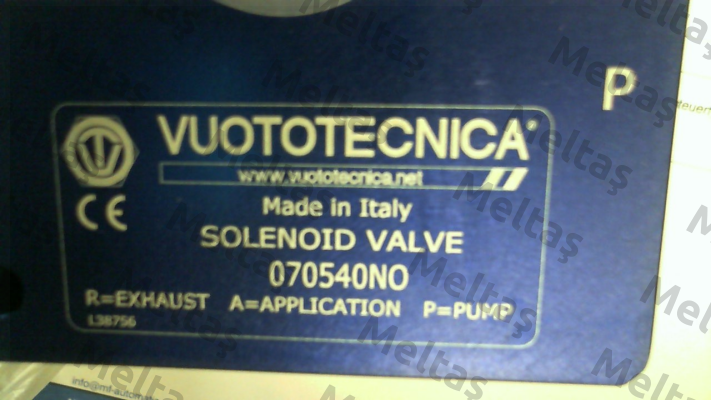 P
VUOTOTECNICA
www.vuototecnica.net
CE
Made in Italy
SOLENOID VALVE
070540NO
R=EXHAUST A=APPLICATION P=PUMP
L38756
Meltaş